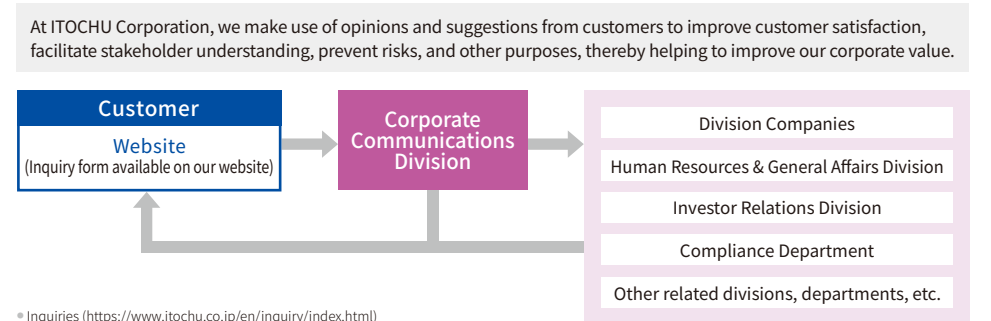 At ITOCHU Corporation, we make use of opinions and suggestions from customers to improve customer satisfaction,
facilitate stakeholder understanding, prevent risks, and other purposes, thereby helping to improve our corporate value.
Customer
Website
(Inquiry form available on our website)
Corporate
Communications
Division
Division Companies
Human Resources & General Affairs Division
Investor Relations Division
Compliance Department
Other related divisions, departments, etc.
• Inquiries (https://www.itochu.co.jp/en/inquiry/index.html)